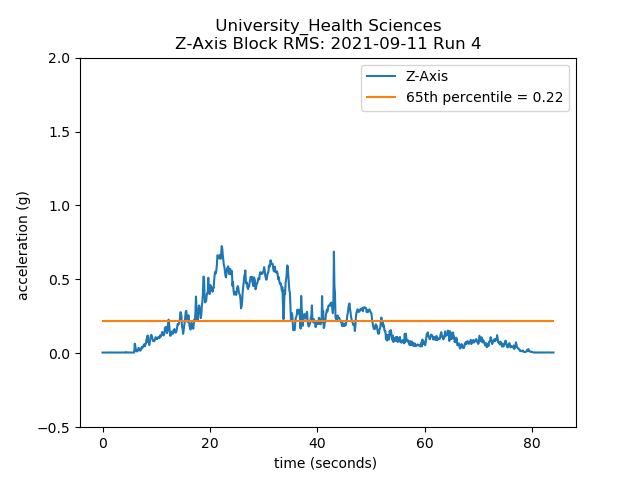 University_Health Sciences
Z-Axis Block RMS: 2021-09-11 Run 4
2.0
Z-Axis
65th percentile = 0.22
1.5
1.0
acceleration (g)
0.5
0.0
−0.5
0 20 40 60 80
time (seconds)